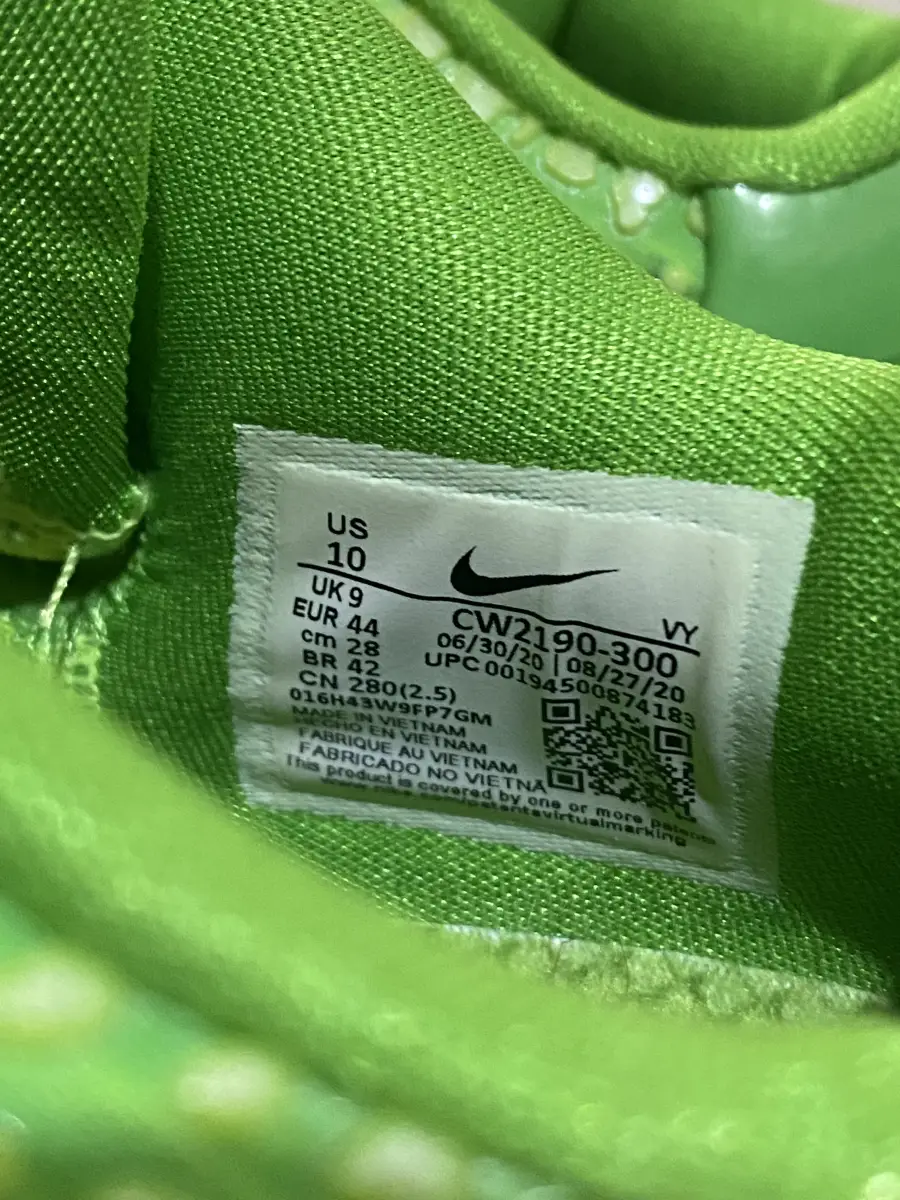 US
10
UK 9
EUR 44
cm 28
BR 42
CN 280(2.5)
VY
CW2190-300
06/30/20 | 08/27/20
UPC 00194500874183
016H43W9FP7GM
MADE IN VIETNAM
HECHO EN VIETNAM
FABRIQUE AU VIETNAM
FABRICADO NO VIETNÃ
This product is covered by one or more patents